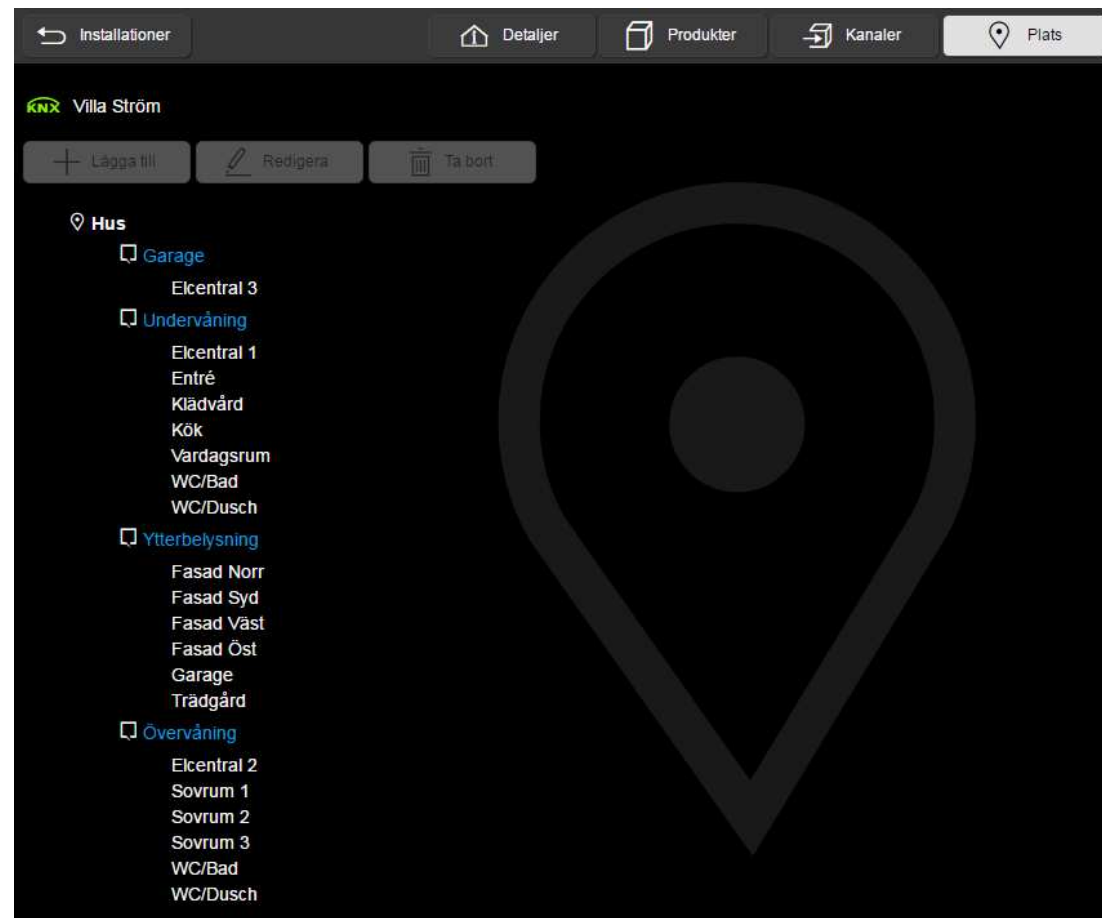 Installationer Detaljer Produkter Kanaler Plats
KNX Villa Ström
Lägga till Redigera Ta bort
Hus
Garage
Elcentral 3
Undervåning
Elcentral 1
Entré
Klädvård
Kök
Vardagsrum
WC/Bad
WC/Dusch
Ytterbelysning
Fasad Norr
Fasad Syd
Fasad Väst
Fasad Öst
Garage
Trädgård
Övervåning
Elcentral 2
Sovrum 1
Sovrum 2
Sovrum 3
WC/Bad
WC/Dusch